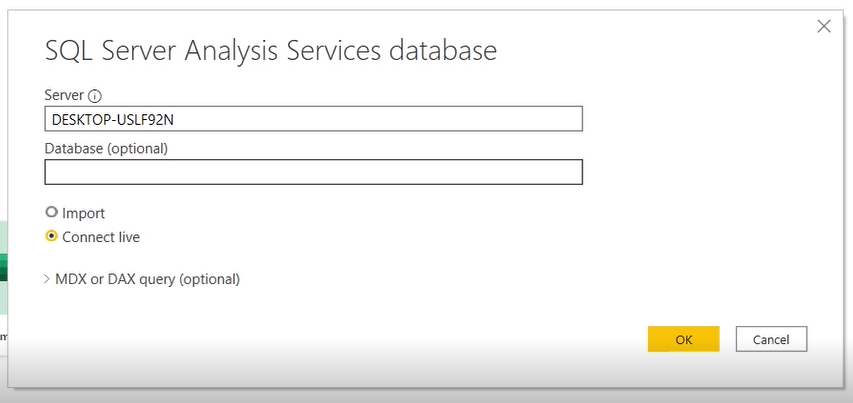 SQL Server Analysis Services database
Server
DESKTOP-USLF92N
Database (optional)
Import
Connect live
MDX or DAX query (optional)
OK Cancel